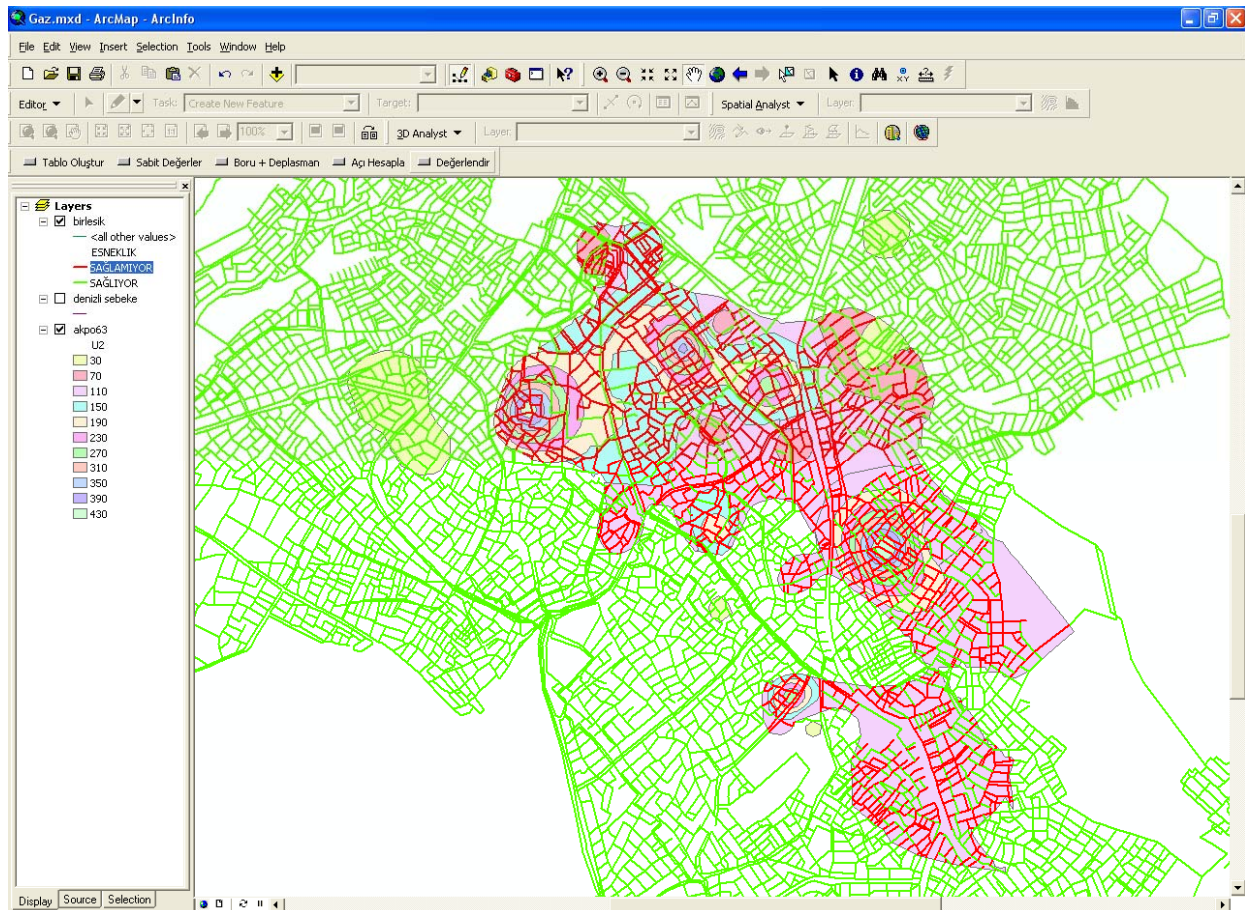 Gaz.mxd - ArcMap - ArcInfo
File Edit View Insert Selection Tools Window Help
Editor Task: Create New Feature Target: Spatial Analyst Layer:
100% 3D Analyst Layer:
Tablo Oluştur Sabit Değerler Boru + Deplasman Açı Hesapla Değerlendir
Layers
birlesik
<all other values>
ESNEKLIK
SAĞLAMIYOR
SAĞLIYOR
denizli sebeke
akpo63
U2
30
70
110
150
190
230
270
310
350
390
430
Display Source Selection